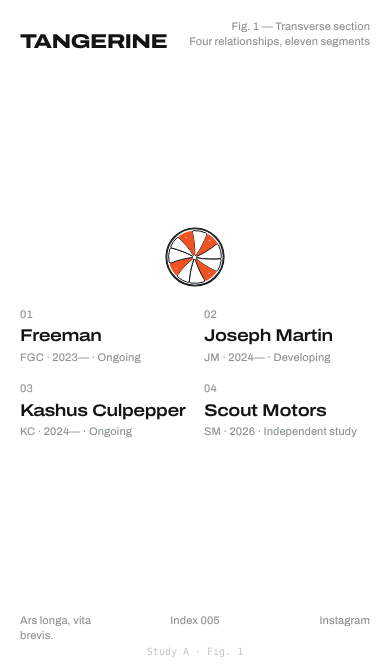 TANGERINE
Fig. 1 — Transverse section
Four relationships, eleven segments
01
Freeman
FGC · 2023— · Ongoing
02
Joseph Martin
JM · 2024— · Developing
03
Kashus Culpepper
KC · 2024— · Ongoing
04
Scout Motors
SM · 2026 · Independent study
Ars longa, vita
brevis.
Index 005
Instagram
Study A · Fig. 1